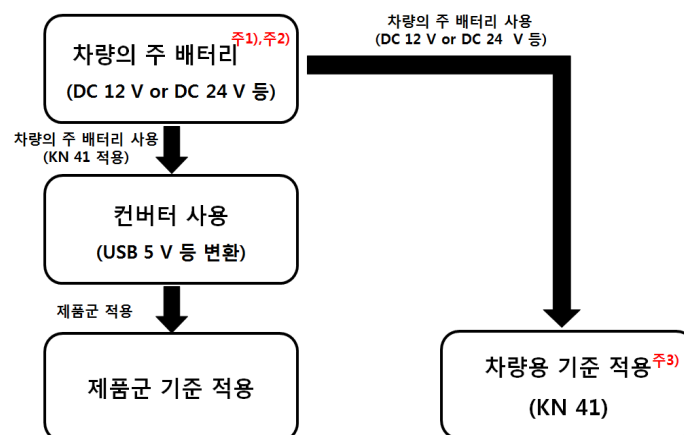 차량의 주 배터리주1),주2)
(DC 12 V or DC 24 V 등)
차량의 주 배터리 사용
(DC 12 V or DC 24 V 등)
차량의 주 배터리 사용
(KN 41 적용)
컨버터 사용
(USB 5 V 등 변환)
제품군 적용
제품군 기준 적용
차량용 기준 적용주3)
(KN 41)